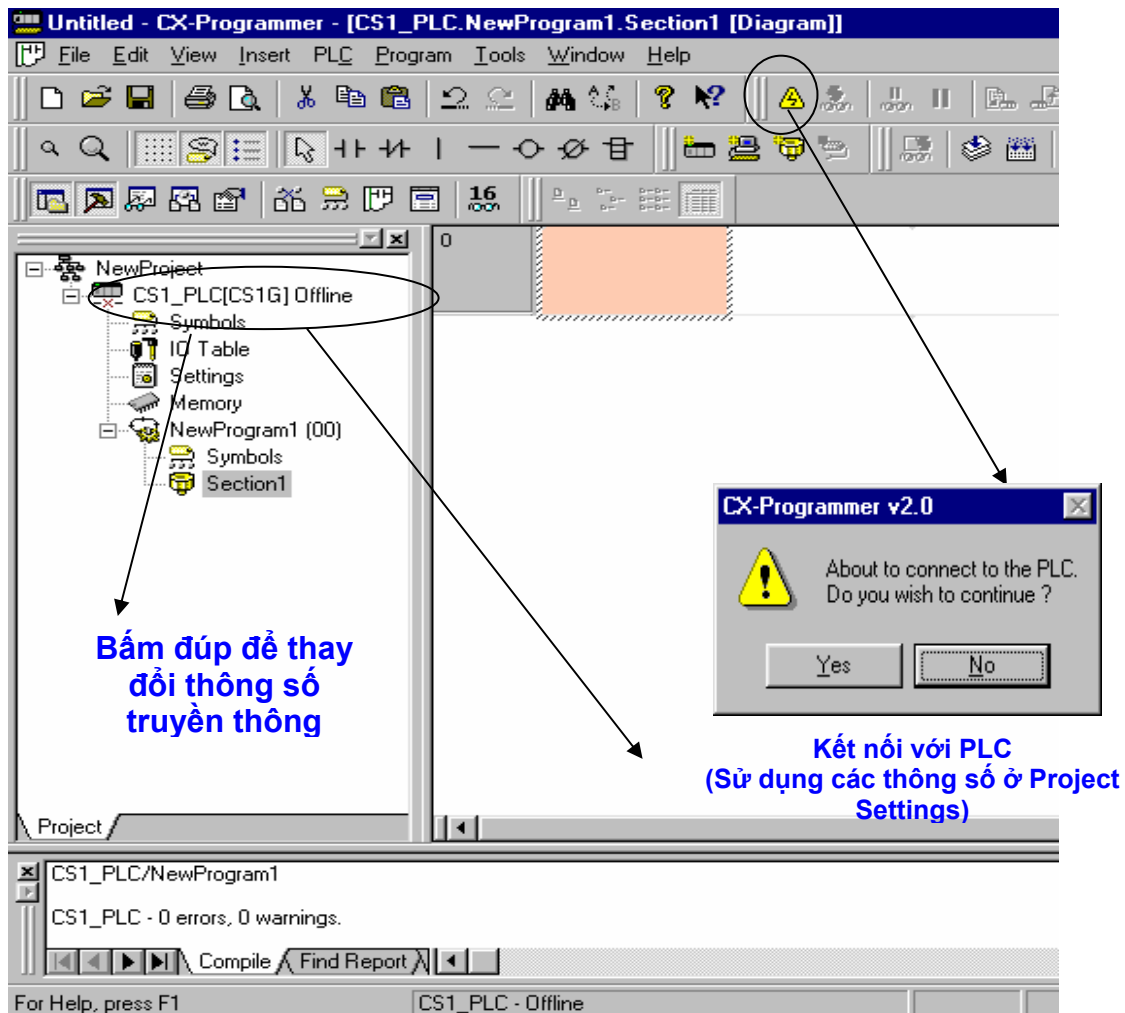 Untitled - CX-Programmer - [CS1_PLC.NewProgram1.Section1 [Diagram]]
File Edit View Insert PLC Program Tools Window Help
16
0
NewProject
CS1_PLC[CS1G] Offline
Symbols
IO Table
Settings
Memory
NewProgram1 (00)
Symbols
Section1
CX-Programmer v2.0
About to connect to the PLC.
Do you wish to continue ?
Yes No
Bấm đúp để thay
đổi thông số
truyền thông
Kết nối với PLC
(Sử dụng các thông số ở Project
Settings)
Project
CS1_PLC/NewProgram1
CS1_PLC - 0 errors, 0 warnings.
Compile Find Report
For Help, press F1 CS1_PLC - Offline